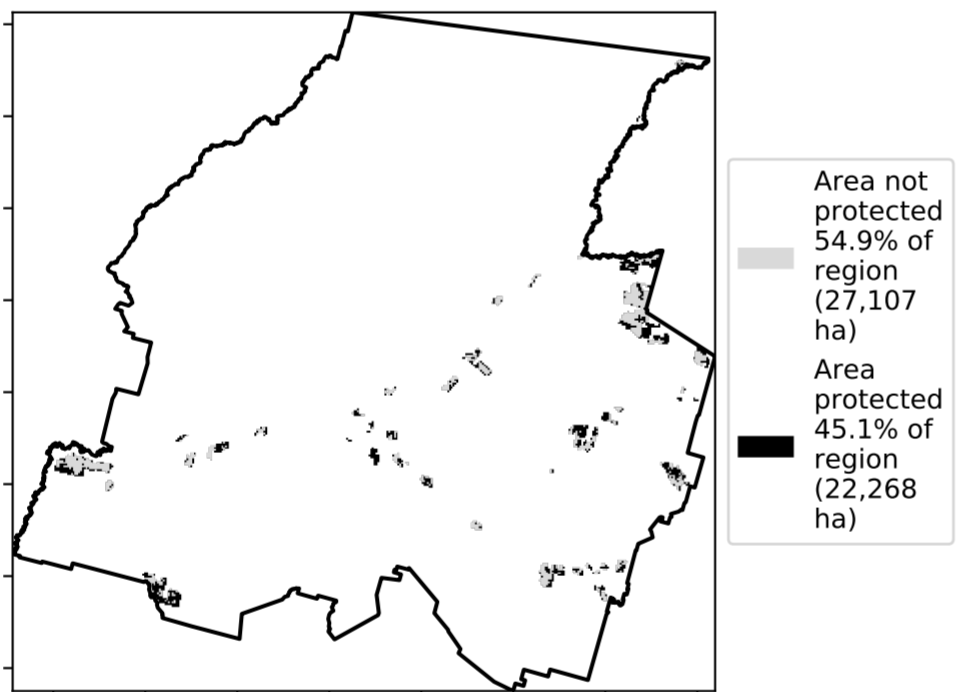 Area not
protected
54.9% of
region
(27,107
ha)
Area
protected
45.1% of
region
(22,268
ha)